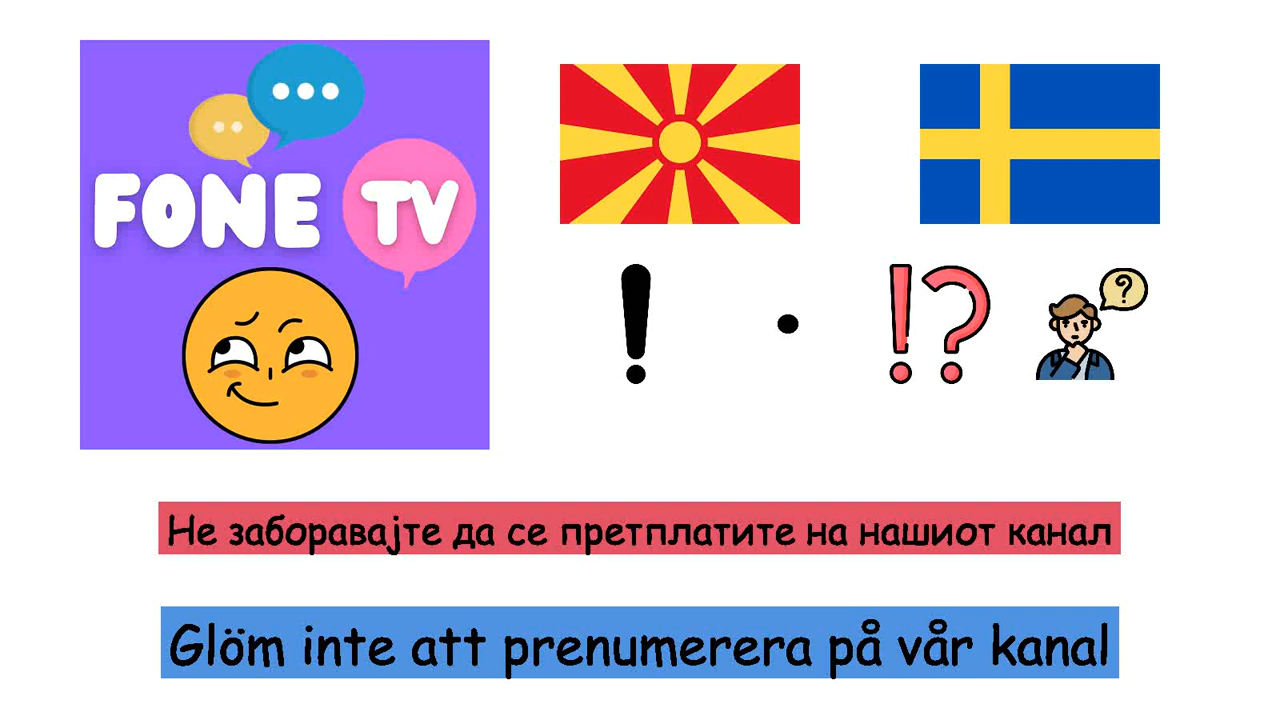 FONE TV
! . !? ?
Не заборавајте да се претплатите на нашиот канал
Glöm inte att prenumerera på vår kanal